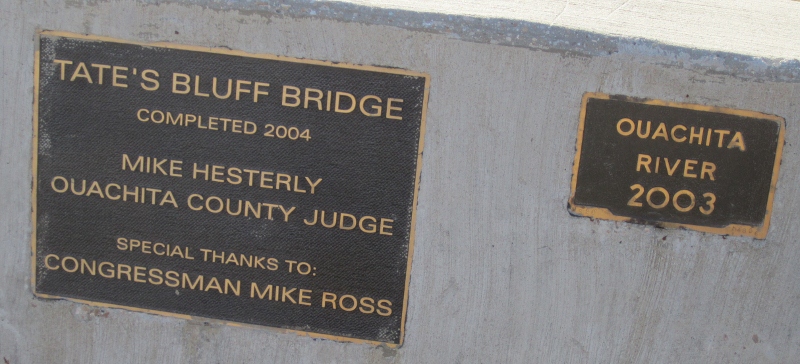 TATE'S BLUFF BRIDGE
COMPLETED 2004
MIKE HESTERLY
OUACHITA COUNTY JUDGE
SPECIAL THANKS TO:
CONGRESSMAN MIKE ROSS
OUACHITA
RIVER
2003